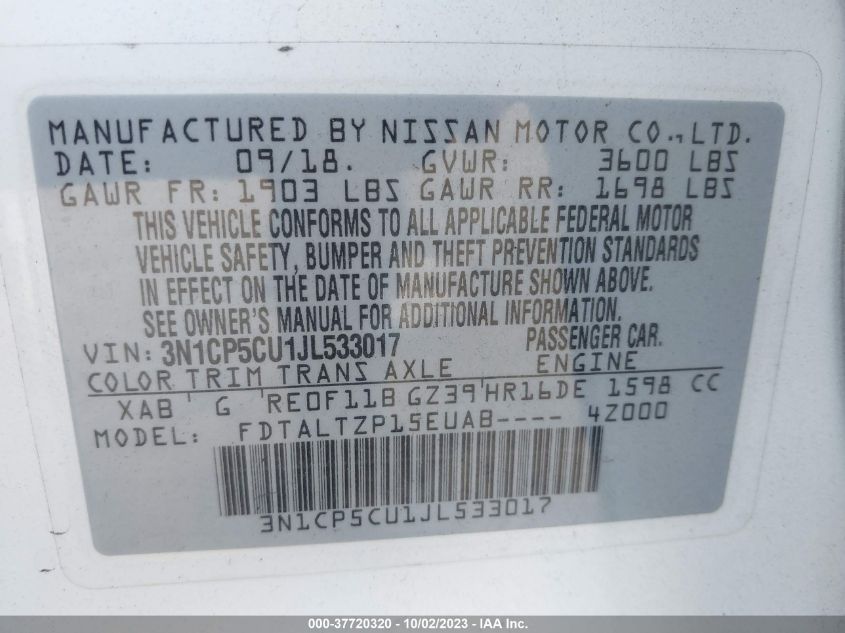 MANUFACTURED BY NISSAN MOTOR CO.,LTD.
DATE: 09/18. GVWR: 3600 LBS
GAWR FR: 1903 LBS GAWR RR: 1698 LBS
THIS VEHICLE CONFORMS TO ALL APPLICABLE FEDERAL MOTOR
VEHICLE SAFETY, BUMPER AND THEFT PREVENTION STANDARDS
IN EFFECT ON THE DATE OF MANUFACTURE SHOWN ABOVE.
SEE OWNER'S MANUAL FOR ADDITIONAL INFORMATION.
VIN: 3N1CP5CU1JL533017 PASSENGER CAR.
COLOR TRIM TRANS AXLE ENGINE
XAB G RE0F11B GZ39 HR16DE 1598 CC
MODEL: FDTALTZP15EUAB---- 4Z000
3N1CP5CU1JL533017
000-37720320 - 10/02/2023 - IAA Inc.